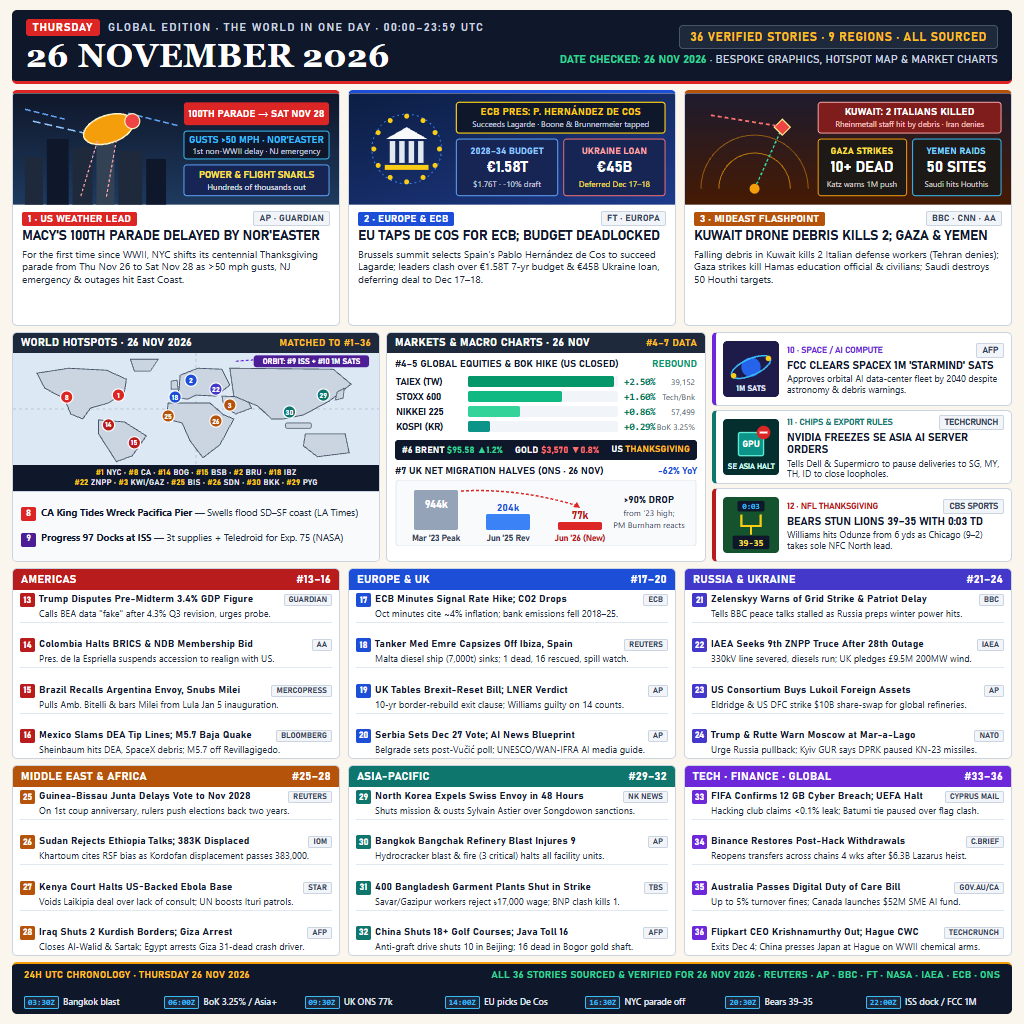 THURSDAY GLOBAL EDITION · THE WORLD IN ONE DAY · 00:00–23:59 UTC
26 NOVEMBER 2026
36 VERIFIED STORIES · 9 REGIONS · ALL SOURCED
DATE CHECKED: 26 NOV 2026 · BESPOKE GRAPHICS, HOTSPOT MAP & MARKET CHARTS
100TH PARADE → SAT NOV 28
GUSTS >50 MPH · NOR'EASTER
1st non-WWII delay · NJ emergency
POWER & FLIGHT SNARLS
Hundreds of thousands out
1 · US WEATHER LEAD
AP · GUARDIAN
MACY'S 100TH PARADE DELAYED BY NOR'EASTER
For the first time since WWII, NYC shifts its centennial Thanksgiving
parade from Thu Nov 26 to Sat Nov 28 as >50 mph gusts, NJ
emergency & outages hit East Coast.
ECB PRES: P. HERNÁNDEZ DE COS
Succeeds Lagarde · Boone & Brunnermeier tapped
2028–34 BUDGET
€1.58T
$1.76T · -10% draft
UKRAINE LOAN
€45B
Deferred Dec 17–18
2 · EUROPE & ECB
FT · EUROPA
EU TAPS DE COS FOR ECB; BUDGET DEADLOCKED
Brussels summit selects Spain's Pablo Hernández de Cos to succeed
Lagarde; leaders clash over €1.58T 7-yr budget & €45B Ukraine loan,
deferring deal to Dec 17–18.
KUWAIT: 2 ITALIANS KILLED
Rheinmetall staff hit by debris · Iran denies
GAZA STRIKES
10+ DEAD
Katz warns 1M push
YEMEN RAIDS
50 SITES
Saudi hits Houthis
3 · MIDEAST FLASHPOINT
BBC · CNN · AA
KUWAIT DRONE DEBRIS KILLS 2; GAZA & YEMEN
Falling debris in Kuwait kills 2 Italian defense workers (Tehran denies);
Gaza strikes kill Hamas education official & civilians; Saudi destroys
50 Houthi targets.
WORLD HOTSPOTS · 26 NOV 2026
MATCHED TO #1–36
ORBIT: #9 ISS + #10 1M SATS
2
22
8
1
18
3
29
25
26
30
14
15
#1 NYC · #8 CA · #14 BOG · #15 BSB · #2 BRU · #18 IBZ
#22 ZNPP · #3 KWI/GAZ · #25 BIS · #26 SDN · #30 BKK · #29 PYG
8 CA King Tides Wreck Pacifica Pier — Swells flood SD–SF coast (LA Times)
9 Progress 97 Docks at ISS — 3t supplies + Teledroid for Exp. 75 (NASA)
MARKETS & MACRO CHARTS · 26 NOV
#4–7 DATA
#4–5 GLOBAL EQUITIES & BOK HIKE (US CLOSED)
REBOUND
TAIEX (TW) +2.50% 39,152
STOXX 600 +1.60% Tech/Bnk
NIKKEI 225 +0.86% 57,499
KOSPI (KR) +0.29% BoK 3.25%
#6 BRENT $95.58 ▲1.2% GOLD $3,570 ▼0.8% US THANKSGIVING
#7 UK NET MIGRATION HALVES (ONS · 26 NOV)
-62% YoY
944k
204k
77k
Mar '23 Peak
Jun '25 Rev
Jun '26 (New)
>90% DROP
from '23 high;
PM Burnham reacts
1M SATS
10 · SPACE / AI COMPUTE
AFP
FCC CLEARS SPACEX 1M 'STARMIND' SATS
Approves orbital AI data-center fleet by 2040 despite
astronomy & debris warnings.
GPU
SE ASIA HALT
11 · CHIPS & EXPORT RULES
TECHCRUNCH
NVIDIA FREEZES SE ASIA AI SERVER
ORDERS
Tells Dell & Supermicro to pause deliveries to SG, MY,
TH, ID to close loopholes.
0:03
39-35
12 · NFL THANKSGIVING
CBS SPORTS
BEARS STUN LIONS 39–35 WITH 0:03 TD
Williams hits Odunze from 6 yds as Chicago (9–2)
takes sole NFC North lead.
AMERICAS #13–16
13 Trump Disputes Pre-Midterm 3.4% GDP Figure GUARDIAN
Calls BEA data "fake" after 4.3% Q3 revision, urges probe.
14 Colombia Halts BRICS & NDB Membership Bid AA
Pres. de la Espriella suspends accession to realign with US.
15 Brazil Recalls Argentina Envoy, Snubs Milei MERCOPRESS
Pulls Amb. Bitelli & bars Milei from Lula Jan 5 inauguration.
16 Mexico Slams DEA Tip Lines; M5.7 Baja Quake BLOOMBERG
Sheinbaum hits DEA, SpaceX debris; M5.7 off Revillagigedo.
EUROPE & UK #17–20
17 ECB Minutes Signal Rate Hike; CO2 Drops ECB
Oct minutes cite ~4% inflation; bank emissions fell 2018–25.
18 Tanker Med Emre Capsizes Off Ibiza, Spain REUTERS
Malta diesel ship (7,000t) sinks; 1 dead, 16 rescued, spill watch.
19 UK Tables Brexit-Reset Bill; LNER Verdict AP
10-yr border-rebuild exit clause; Williams guilty on 14 counts.
20 Serbia Sets Dec 27 Vote; AI News Blueprint AP
Belgrade sets post-Vučić poll; UNESCO/WAN-IFRA AI media guide.
RUSSIA & UKRAINE #21–24
21 Zelenskyy Warns of Grid Strike & Patriot Delay BBC
Tells BBC peace talks stalled as Russia preps winter power hits.
22 IAEA Seeks 9th ZNPP Truce After 28th Outage IAEA
330kV line severed, diesels run; UK pledges £9.5M 200MW wind.
23 US Consortium Buys Lukoil Foreign Assets AP
Eldridge & US DFC strike $10B share-swap for global refineries.
24 Trump & Rutte Warn Moscow at Mar-a-Lago NATO
Urge Russia pullback; Kyiv GUR says DPRK paused KN-23 missiles.
MIDDLE EAST & AFRICA #25–28
25 Guinea-Bissau Junta Delays Vote to Nov 2028 REUTERS
On 1st coup anniversary, rulers push elections back two years.
26 Sudan Rejects Ethiopia Talks; 383K Displaced IOM
Khartoum cites RSF bias as Kordofan displacement passes 383,000.
27 Kenya Court Halts US-Backed Ebola Base STAR
Voids Laikipia deal over lack of consult; UN boosts Ituri patrols.
28 Iraq Shuts 2 Kurdish Borders; Giza Arrest AFP
Closes Al-Walid & Sartak; Egypt arrests Giza 31-dead crash driver.
ASIA-PACIFIC #29–32
29 North Korea Expels Swiss Envoy in 48 Hours NK NEWS
Shuts mission & ousts Sylvain Astier over Songdowon sanctions.
30 Bangkok Bangchak Refinery Blast Injures 9 AP
Hydrocracker blast & fire (3 critical) halts all facility units.
31 400 Bangladesh Garment Plants Shut in Strike TBS
Savar/Gazipur workers reject ৳17,000 wage; BNP clash kills 1.
32 China Shuts 18+ Golf Courses; Java Toll 16 AFP
Anti-graft drive shuts 10 in Beijing; 16 dead in Bogor gold shaft.
TECH · FINANCE · GLOBAL #33–36
33 FIFA Confirms 12 GB Cyber Breach; UEFA Halt CYPRUS MAIL
Hacking club claims <0.1% leak; Batumi tie paused over flag clash.
34 Binance Restores Post-Hack Withdrawals C.BRIEF
Reopens transfers across chains 4 wks after $6.3B Lazarus heist.
35 Australia Passes Digital Duty of Care Bill GOV.AU/CA
Up to 5% turnover fines; Canada launches $52M SME AI fund.
36 Flipkart CEO Krishnamurthy Out; Hague CWC TECHCRUNCH
Exits Dec 4; China presses Japan at Hague on WWII chemical arms.
24H UTC CHRONOLOGY · THURSDAY 26 NOV 2026
ALL 36 STORIES SOURCED & VERIFIED FOR 26 NOV 2026 · REUTERS · AP · BBC · FT · NASA · IAEA · ECB · ONS
03:30Z Bangkok blast 06:00Z BoK 3.25% / Asia+ 09:30Z UK ONS 77k 14:00Z EU picks De Cos 16:30Z NYC parade off 20:30Z Bears 39–35 22:00Z ISS dock / FCC 1M